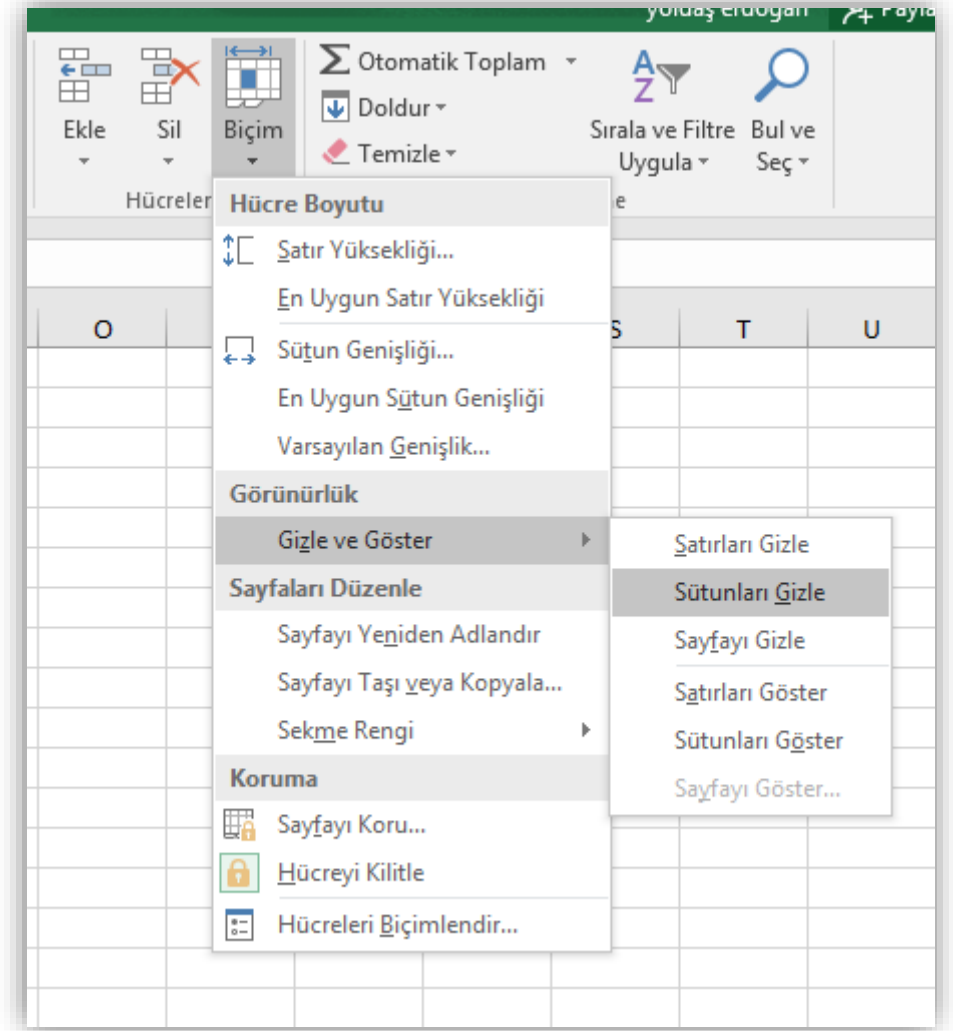 yoldaş erdoğan
Otomatik Toplam
Doldur
Temizle
Ekle Sil Biçim
Sırala ve Filtre Bul ve
Uygula Seç
Hücreler
e
Hücre Boyutu
Satır Yüksekliği...
En Uygun Satır Yüksekliği
Sütun Genişliği...
En Uygun Sütun Genişliği
Varsayılan Genişlik...
Görünürlük
Gizle ve Göster
Sayfaları Düzenle
Sayfayı Yeniden Adlandır
Sayfayı Taşı veya Kopyala...
Sekme Rengi
Koruma
Sayfayı Koru...
Hücreyi Kilitle
Hücreleri Biçimlendir...
Satırları Gizle
Sütunları Gizle
Sayfayı Gizle
Satırları Göster
Sütunları Göster
Sayfayı Göster...
O S T U